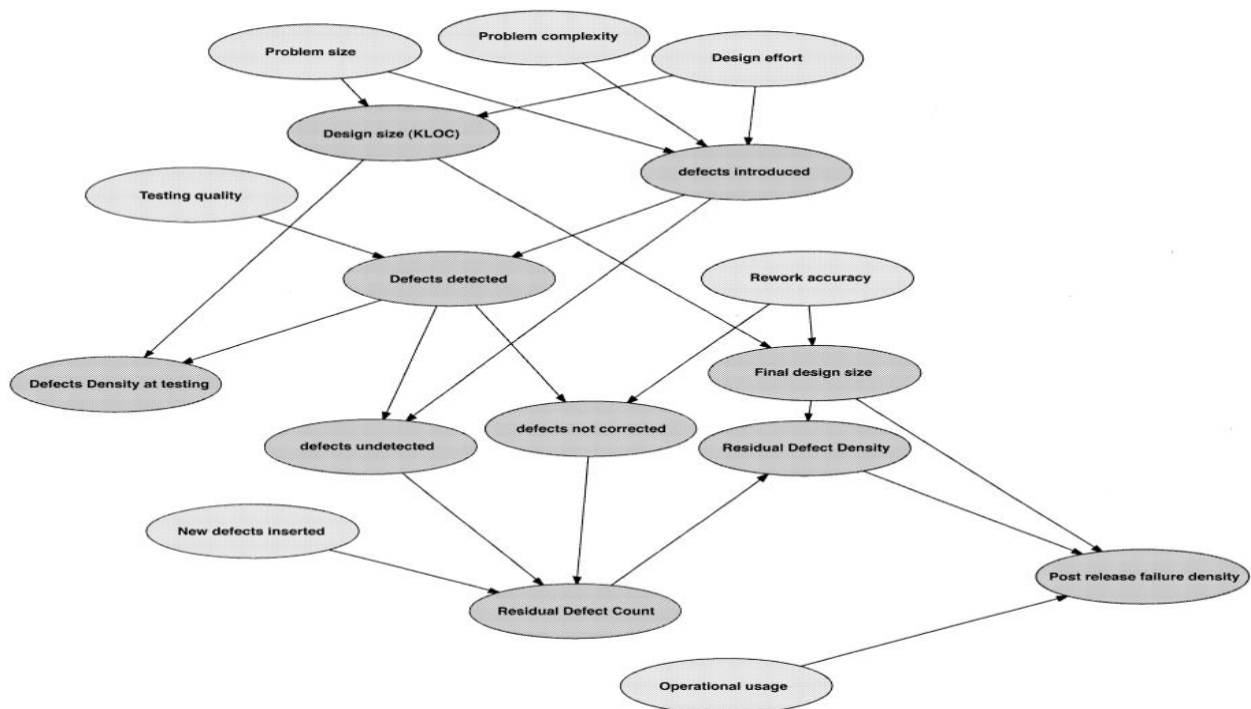 Problem complexity
Problem size
Design effort
Design size (KLOC)
defects introduced
Testing quality
Defects detected
Rework accuracy
Defects Density at testing
Final design size
defects undetected
defects not corrected
Residual Defect Density
New defects inserted
Post release failure density
Residual Defect Count
Operational usage